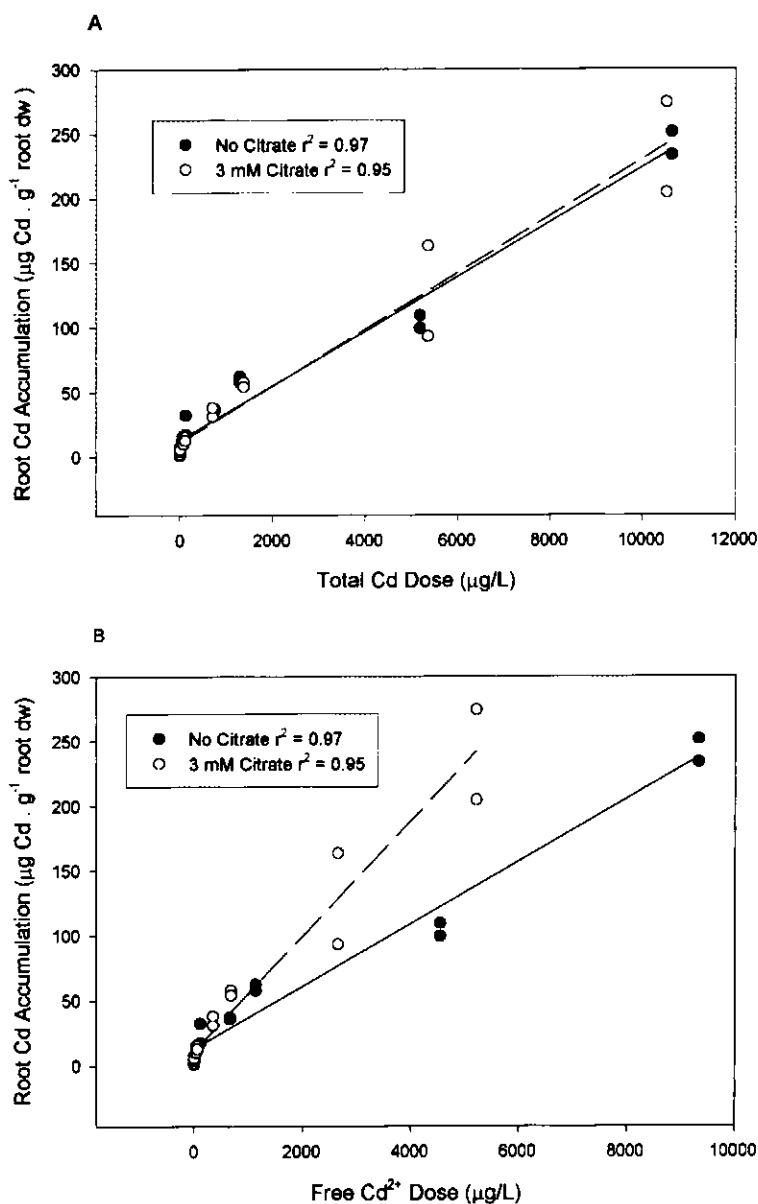 A
300
250
200
150
100
50
0
Root Cd Accumulation (µg Cd . g⁻¹ root dw )
No Citrate r² = 0.97
3 mM Citrate r² = 0.95
0 2000 4000 6000 8000 10000 12000
Total Cd Dose (µg/L)
B
300
250
200
150
100
50
0
Root Cd Accumulation (µg Cd . g⁻¹ root dw)
No Citrate r² = 0.97
3 mM Citrate r² = 0.95
0 2000 4000 6000 8000 10000
Free Cd²⁺ Dose (µg/L)